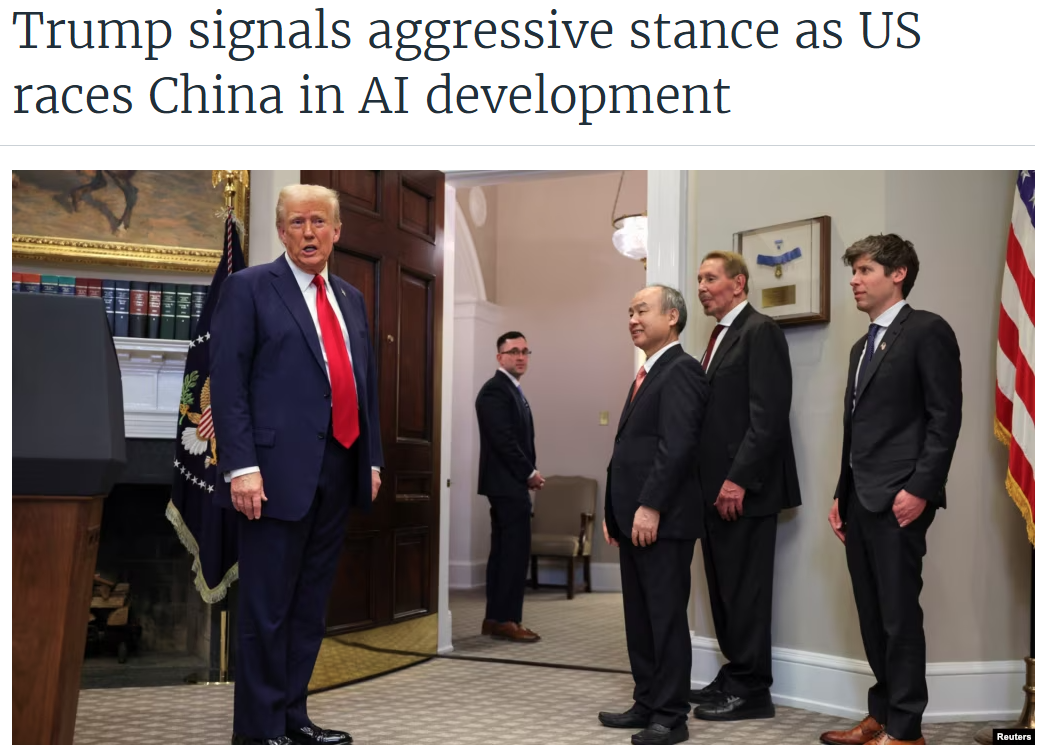 Trump signals aggressive stance as US
races China in AI development
Reuters